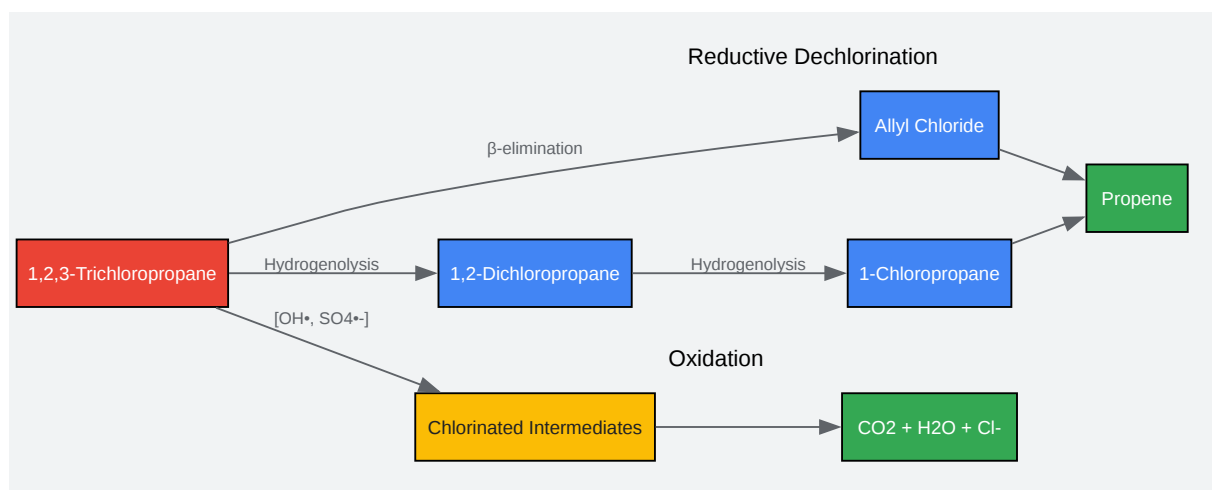 Reductive Dechlorination
Allyl Chloride
β-elimination
Propene
1,2,3-Trichloropropane
Hydrogenolysis
1,2-Dichloropropane
Hydrogenolysis
1-Chloropropane
[OH•, SO4•-]
Oxidation
Chlorinated Intermediates
CO2 + H2O + Cl-